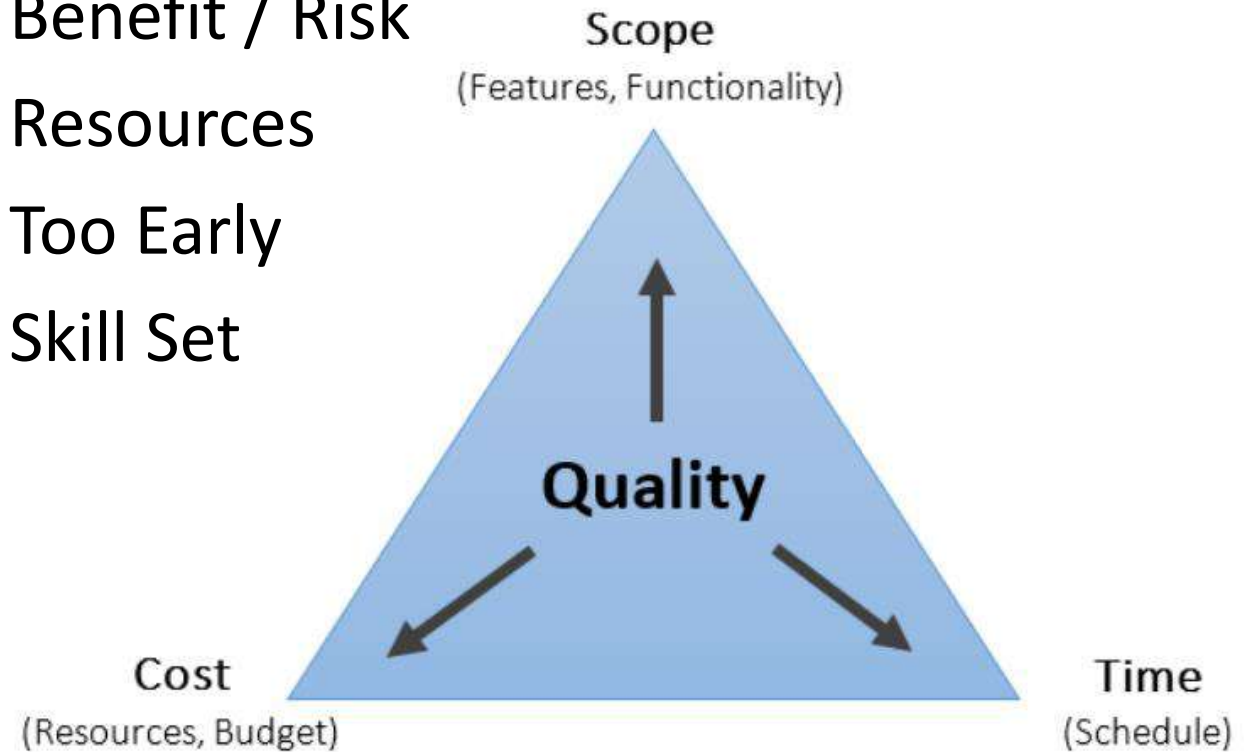 Benefit / Risk
Resources
Too Early
Skill Set
Scope
(Features, Functionality)
Quality
Cost
(Resources, Budget)
Time
(Schedule)